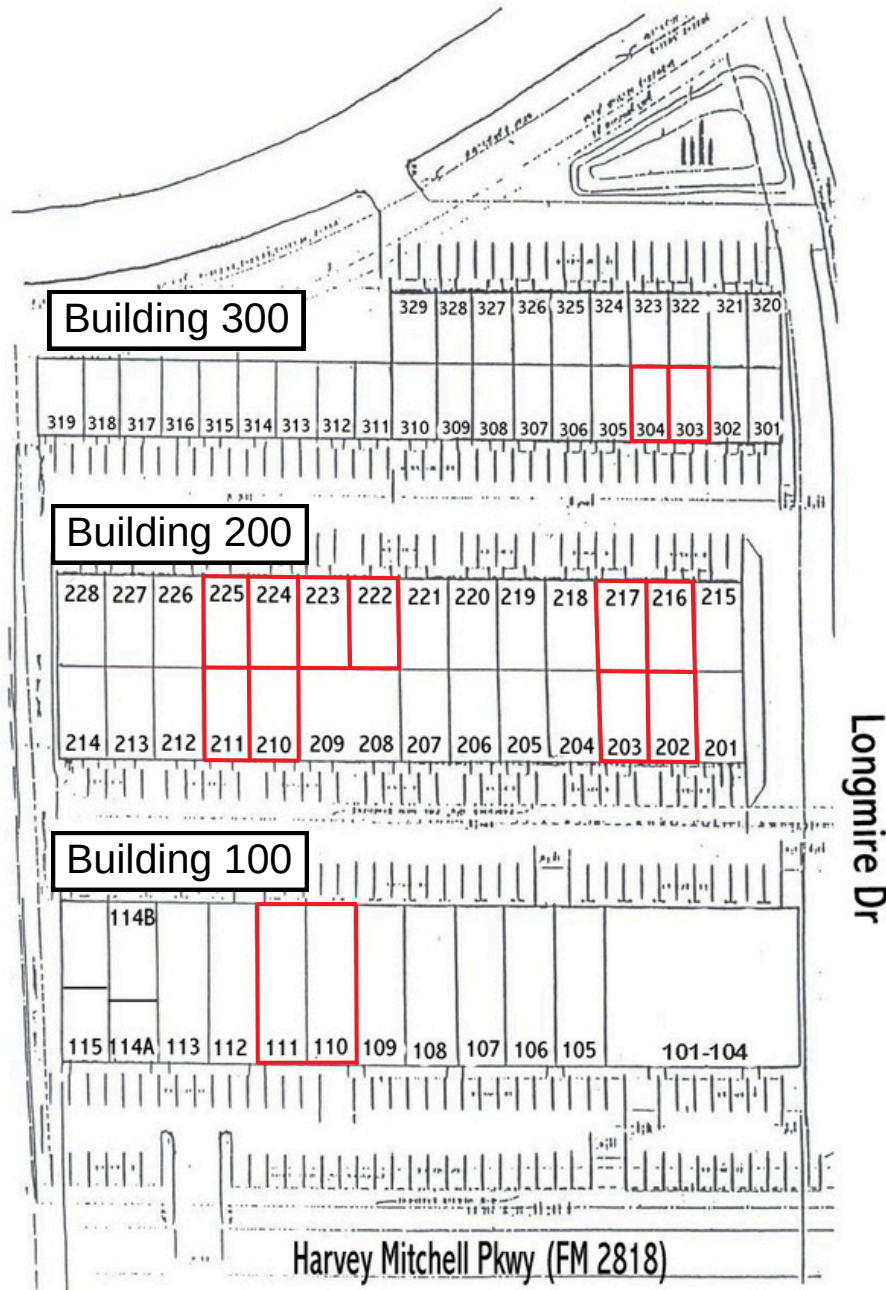 Building 300
329 328 327 326 325 324 323 322 321 320
319 318 317 316 315 314 313 312 311 310 309 308 307 306 305 304 303 302 301
Building 200
228 227 226 225 224 223 222 221 220 219 218 217 216 215
214 213 212 211 210 209 208 207 206 205 204 203 202 201
Longmire Dr
Building 100
114B
115 114A 113 112 111 110 109 108 107 106 105 101-104
Harvey Mitchell Pkwy (FM 2818)